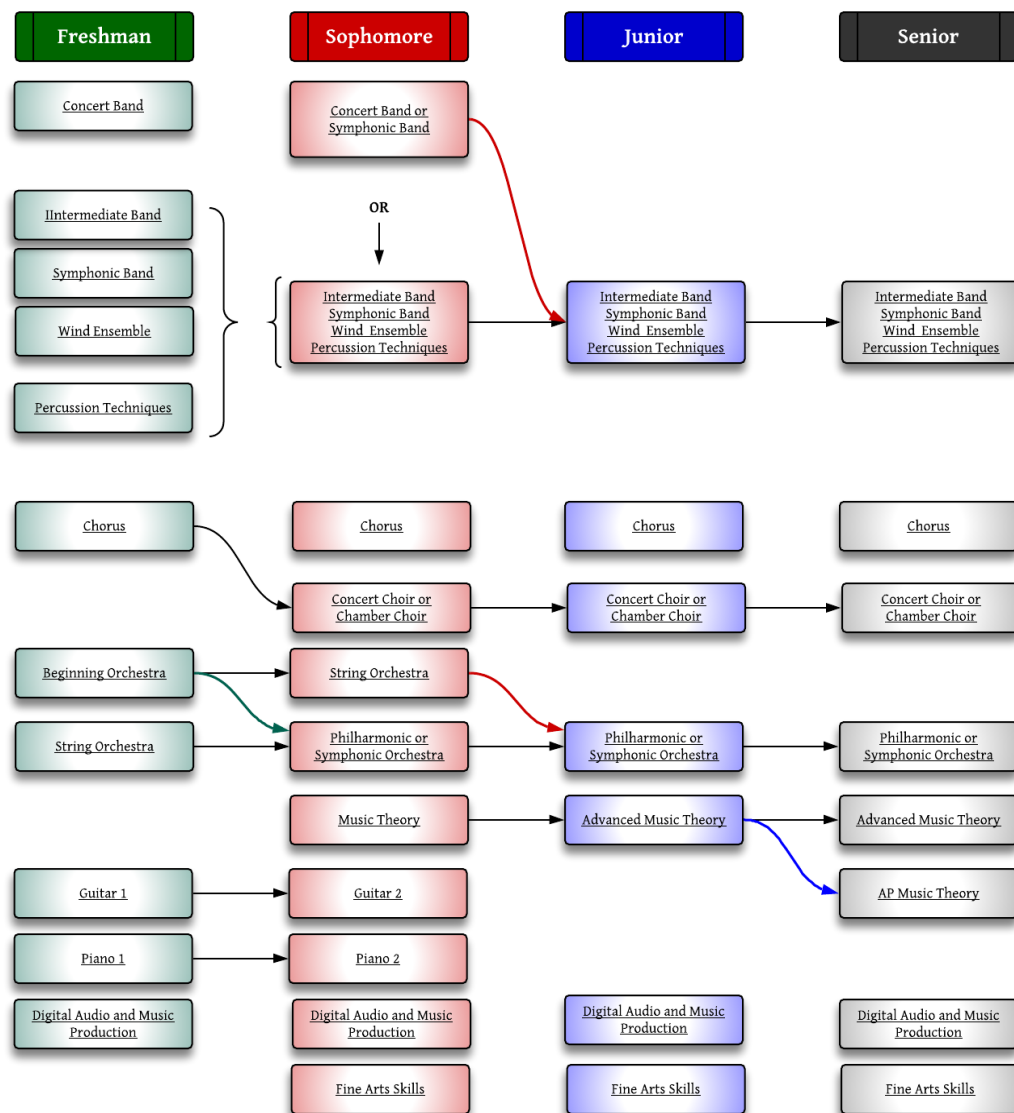 Freshman
Sophomore
Junior
Senior
Concert Band
Concert Band or
Symphonic Band
IIntermediate Band
Symphonic Band
Wind Ensemble
Percussion Techniques
OR
Intermediate Band
Symphonic Band
Wind Ensemble
Percussion Techniques
Intermediate Band
Symphonic Band
Wind Ensemble
Percussion Techniques
Intermediate Band
Symphonic Band
Wind Ensemble
Percussion Techniques
Chorus
Chorus
Chorus
Chorus
Concert Choir or
Chamber Choir
Concert Choir or
Chamber Choir
Concert Choir or
Chamber Choir
Beginning Orchestra
String Orchestra
String Orchestra
Philharmonic or
Symphonic Orchestra
Philharmonic or
Symphonic Orchestra
Philharmonic or
Symphonic Orchestra
Music Theory
Advanced Music Theory
Advanced Music Theory
Guitar 1
Guitar 2
AP Music Theory
Piano 1
Piano 2
Digital Audio and Music
Production
Digital Audio and Music
Production
Digital Audio and Music
Production
Digital Audio and Music
Production
Fine Arts Skills
Fine Arts Skills
Fine Arts Skills